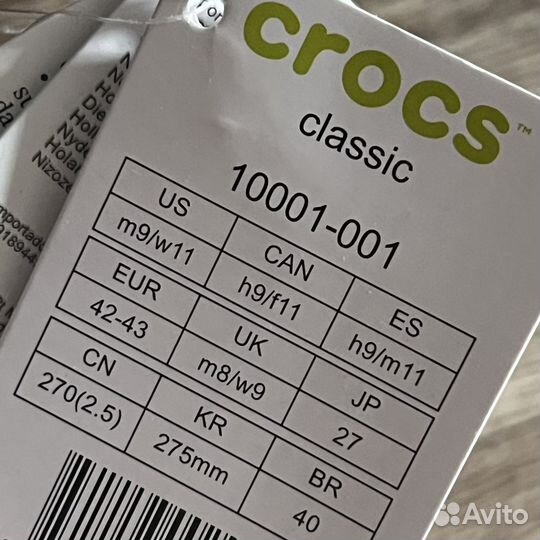 crocs™
classic
10001-001
US CAN ES
m9/w11 h9/f11 h9/m11
EUR UK JP
42-43 m8/w9 27
CN KR BR
270(2.5) 275mm 40
Avito